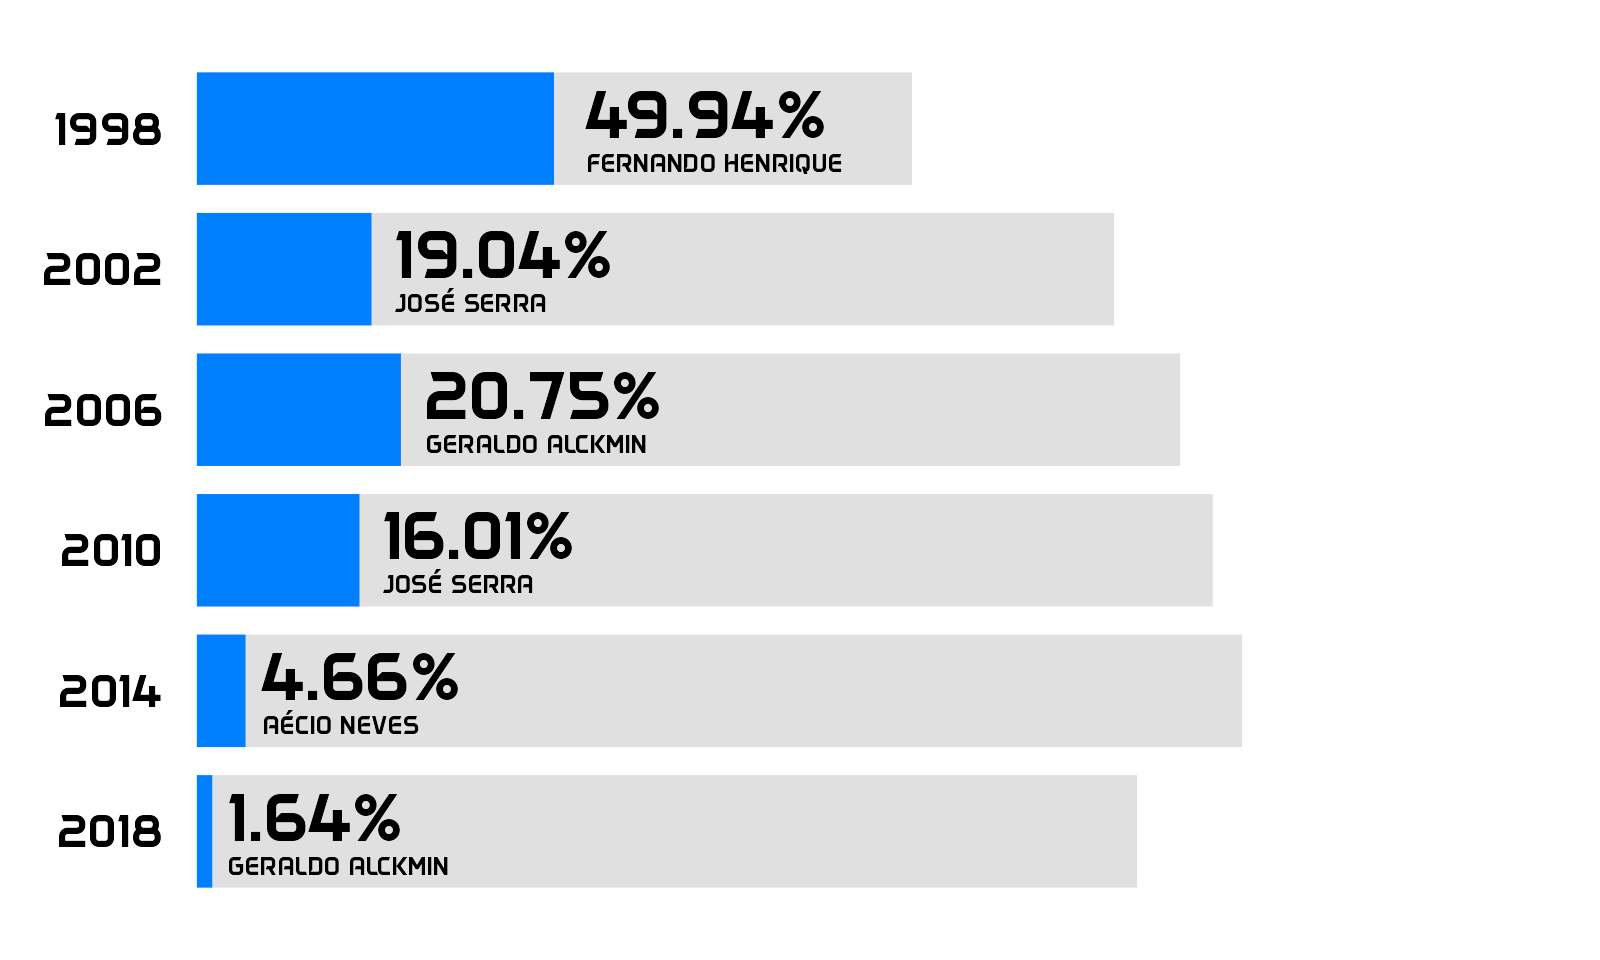 1998
49.94%
FERNANDO HENRIQUE
2002
19.04%
JOSÉ SERRA
2006
20.75%
GERALDO ALCKMIN
2010
16.01%
JOSÉ SERRA
2014
4.66%
AÉCIO NEVES
2018
1.64%
GERALDO ALCKMIN